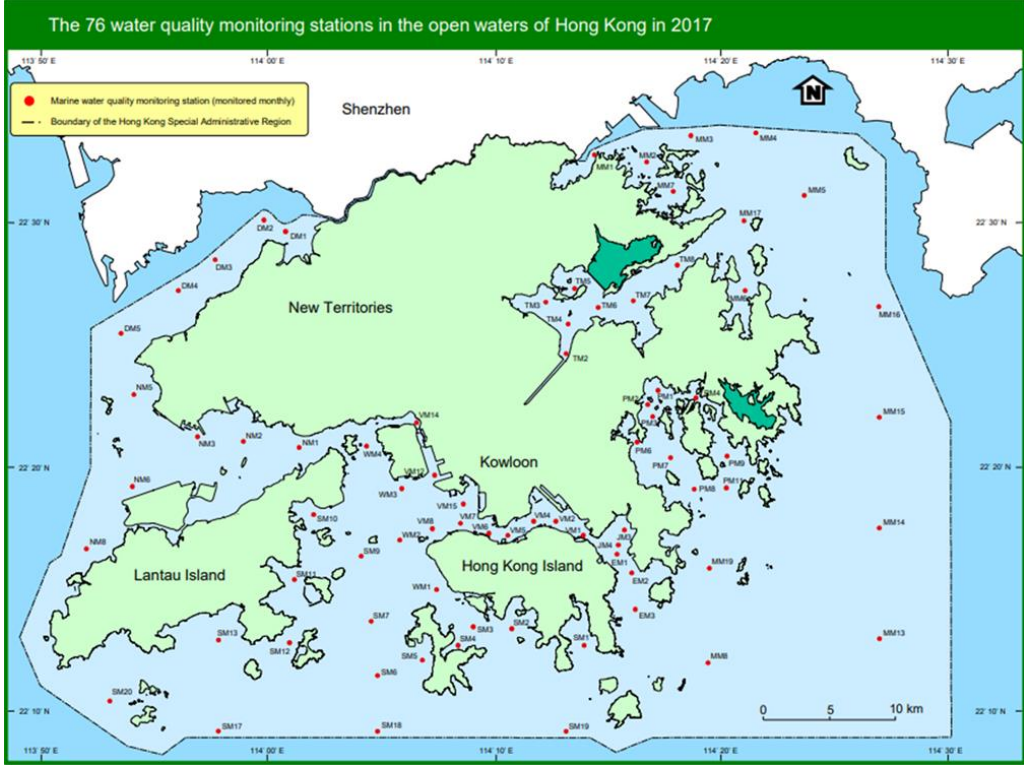 The 76 water quality monitoring stations in the open waters of Hong Kong in 2017
113° 50' E
114° 00' E
114° 10' E
114° 20' E
114° 30' E
Marine water quality monitoring station (monitored monthly)
Boundary of the Hong Kong Special Administrative Region
Shenzhen
N
MM3
MM4
MM2
MM1
MM7
MM5
MM17
22° 30' N
22° 30' N
DM2
DM1
DM3
DM4
DM5
TM8
TM5
TM7
TM3
TM6
TM4
TM2
MM6
MM16
New Territories
NM5
PM1
PM4
PM2
PM3
MM15
VM14
NM3
NM2
NM1
WM4
PM6
PM7
PM9
22° 20' N
22° 20' N
VM12
Kowloon
NM6
WM3
PM8
PM11
VM15
SM10
VM8
VM7
VM4
VM2
VM6
VM5
VM1
MM14
WM2
JM3
JM4
NM8
SM9
EM1
Lantau Island
Hong Kong Island
MM19
SM11
WM1
EM2
EM3
SM7
SM3
SM2
SM13
SM12
SM4
SM1
MM13
SM5
MM8
SM6
SM20
22° 10' N
22° 10' N
0 5 10 km
SM17
SM18
SM19
113° 50' E
114° 00' E
114° 10' E
114° 20' E
114° 30' E